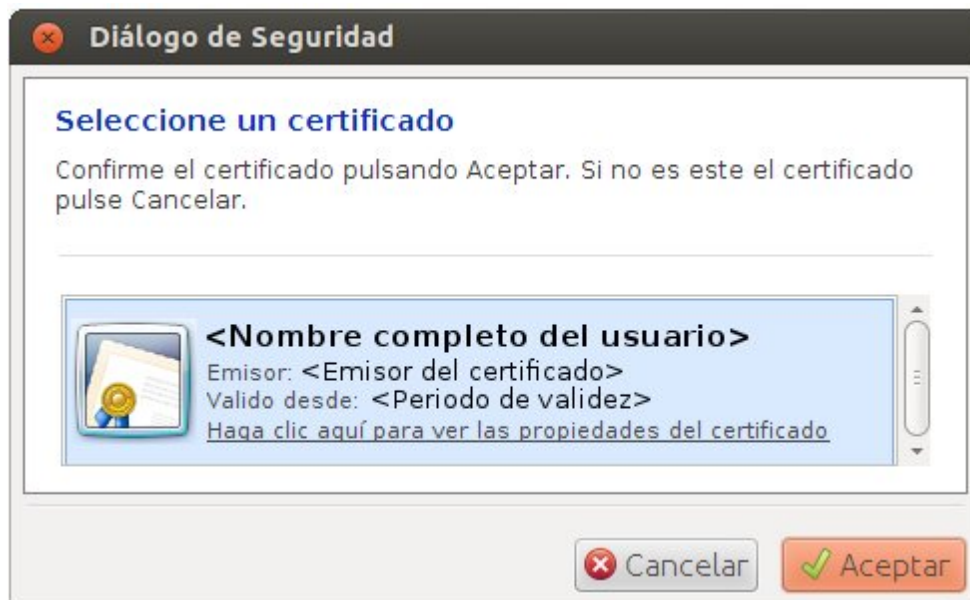 Diálogo de Seguridad
Seleccione un certificado
Confirme el certificado pulsando Aceptar. Si no es este el certificado
pulse Cancelar.
<Nombre completo del usuario>
Emisor: <Emisor del certificado>
Valido desde: <Periodo de validez>
Haga clic aquí para ver las propiedades del certificado
Cancelar Aceptar